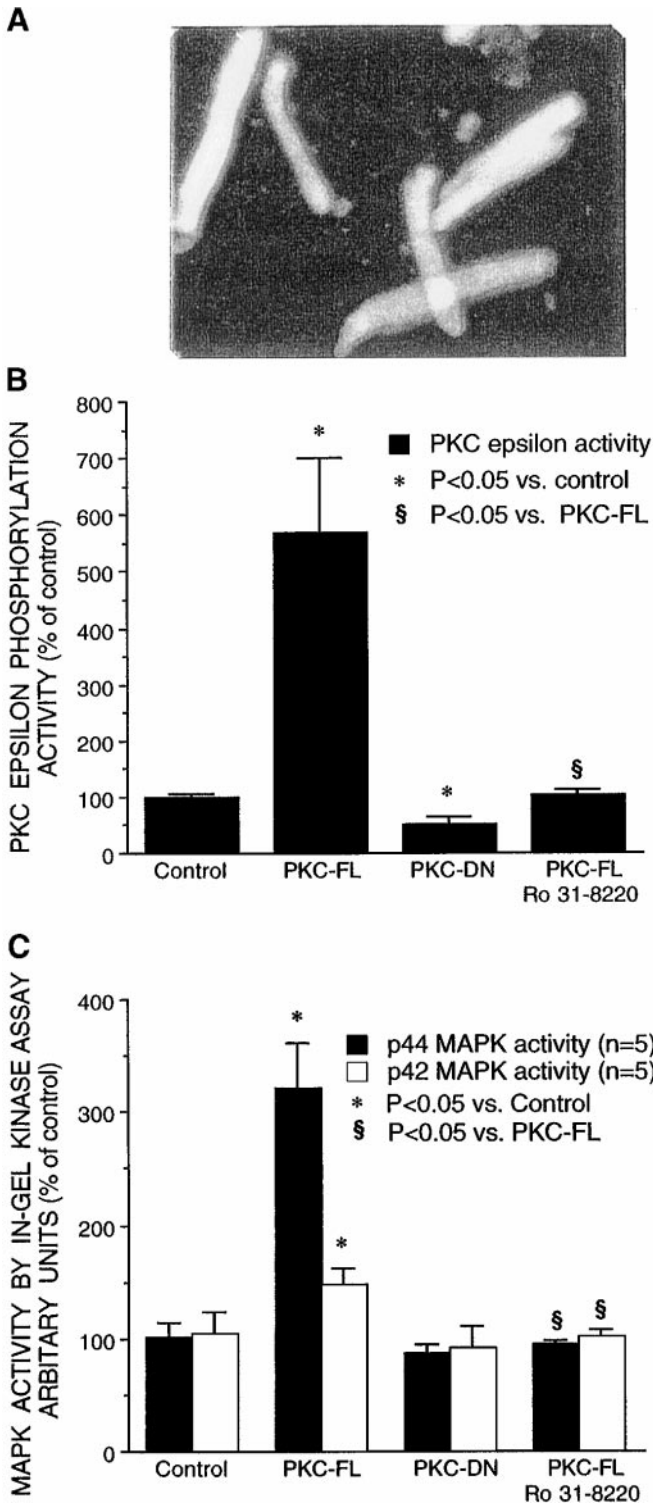 A
B
PKC EPSILON PHOSPHORYLATION
ACTIVITY (% of control)
800
700
600
500
400
300
200
100
0
*
■ PKC epsilon activity
* P<0.05 vs. control
§ P<0.05 vs. PKC-FL
*
§
Control
PKC-FL
PKC-DN
PKC-FL
Ro 31-8220
C
MAPK ACTIVITY BY IN-GEL KINASE ASSAY
ARBITARY UNITS (% of control)
400
300
200
100
0
*
*
p44 MAPK activity (n=5)
p42 MAPK activity (n=5)
* P<0.05 vs. Control
§ P<0.05 vs. PKC-FL
§ §
Control
PKC-FL
PKC-DN
PKC-FL
Ro 31-8220